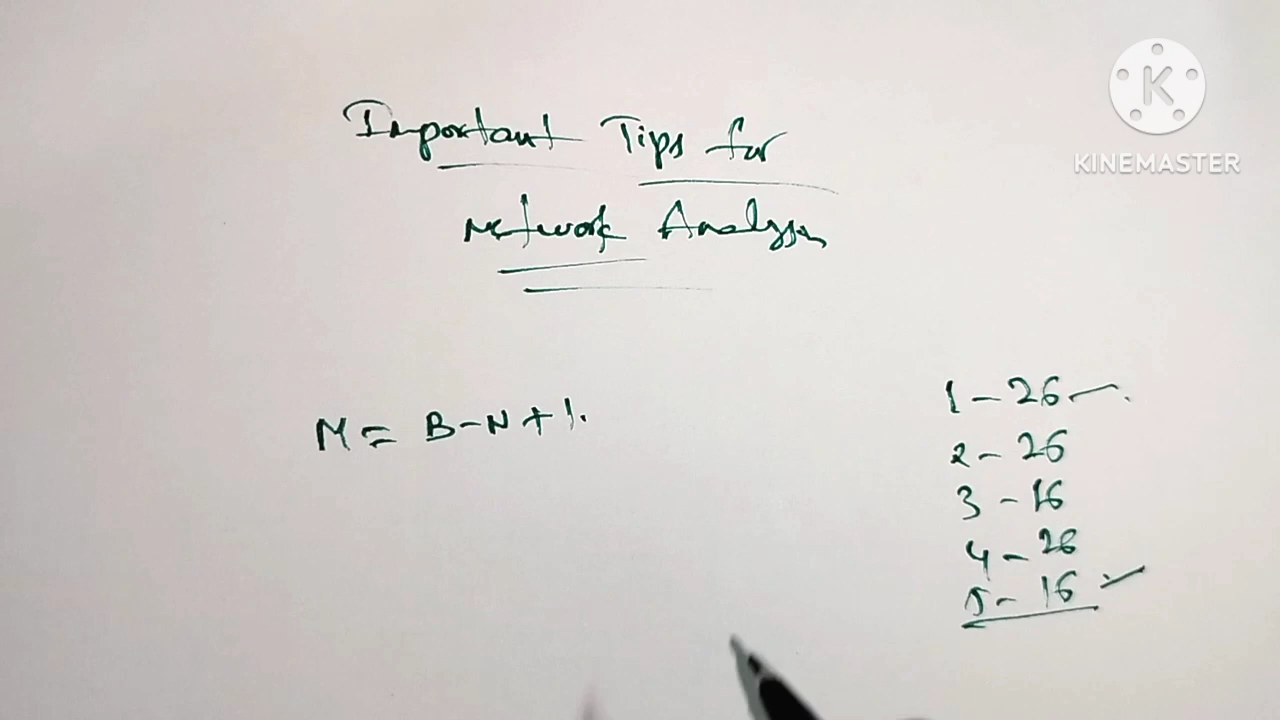 Important Tips for
Network Analysis
M = B - N + 1.
1 - 26
2 - 26
3 - 16
4 - 26
5 - 16
K
KINEMASTER